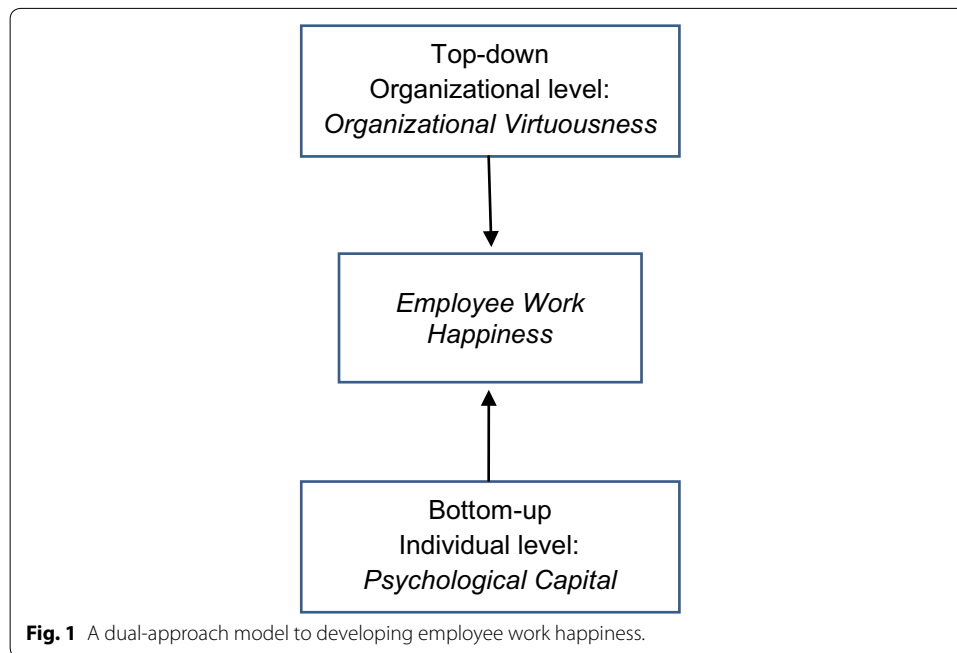 Top-down
Organizational level:
Organizational Virtuousness
Employee Work
Happiness
Bottom-up
Individual level:
Psychological Capital
Fig. 1 A dual-approach model to developing employee work happiness.